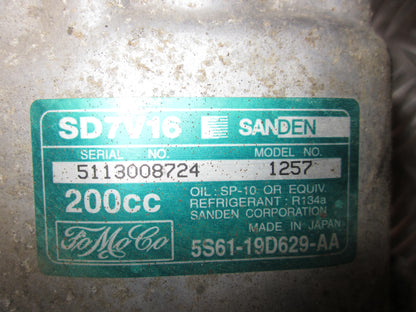 SD7V16 SANDEN
SERIAL NO. MODEL NO.
5113008724 1257
200cc
OIL: SP-10 OR EQUIV.
REFRIGERANT: R134a
SANDEN CORPORATION
MADE IN JAPAN
FoMoCo
5S61-19D629-AA